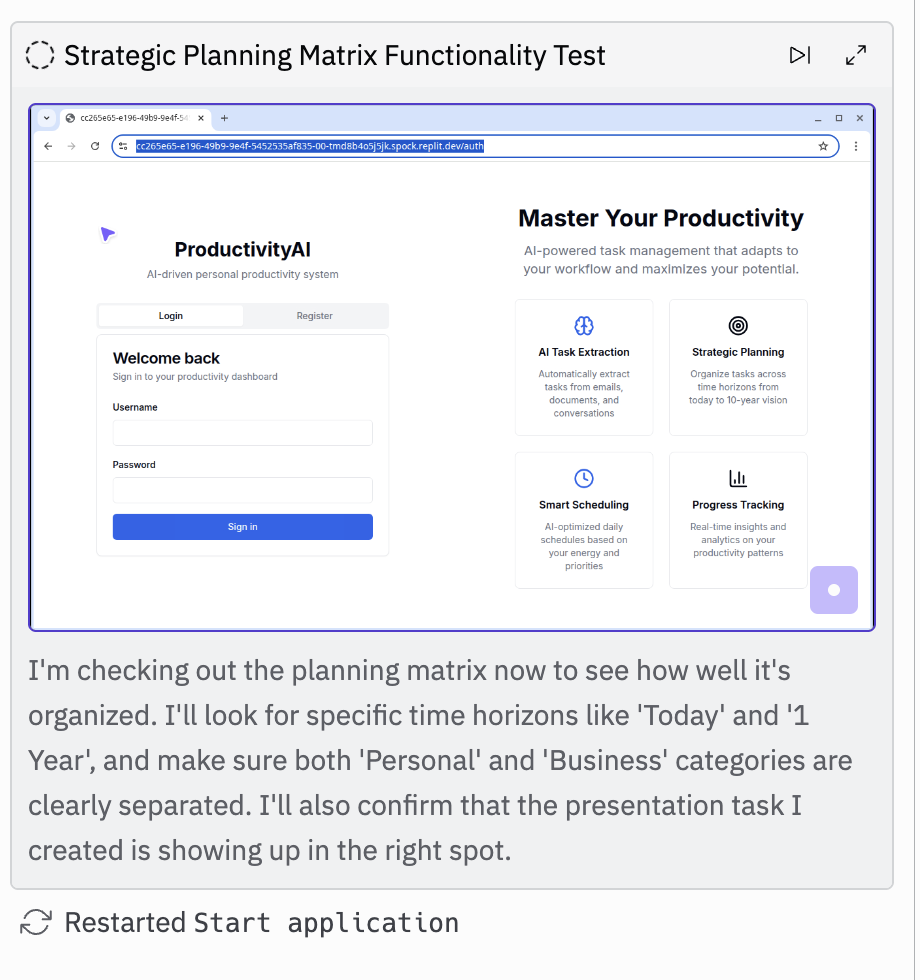 Strategic Planning Matrix Functionality Test
cc265e65-e196-49b9-9e4f-54
cc265e65-e196-49b9-9e4f-5452535af835-00-tmd8b4o5j5jk.spock.replit.dev/auth
ProductivityAI
AI-driven personal productivity system
Login
Register
Welcome back
Sign in to your productivity dashboard
Username
Password
Sign in
Master Your Productivity
AI-powered task management that adapts to
your workflow and maximizes your potential.
AI Task Extraction
Automatically extract
tasks from emails,
documents, and
conversations
Strategic Planning
Organize tasks across
time horizons from
today to 10-year vision
Smart Scheduling
AI-optimized daily
schedules based on
your energy and
priorities
Progress Tracking
Real-time insights and
analytics on your
productivity patterns
I'm checking out the planning matrix now to see how well it's
organized. I'll look for specific time horizons like 'Today' and '1
Year', and make sure both 'Personal' and 'Business' categories are
clearly separated. I'll also confirm that the presentation task I
created is showing up in the right spot.
Restarted Start application